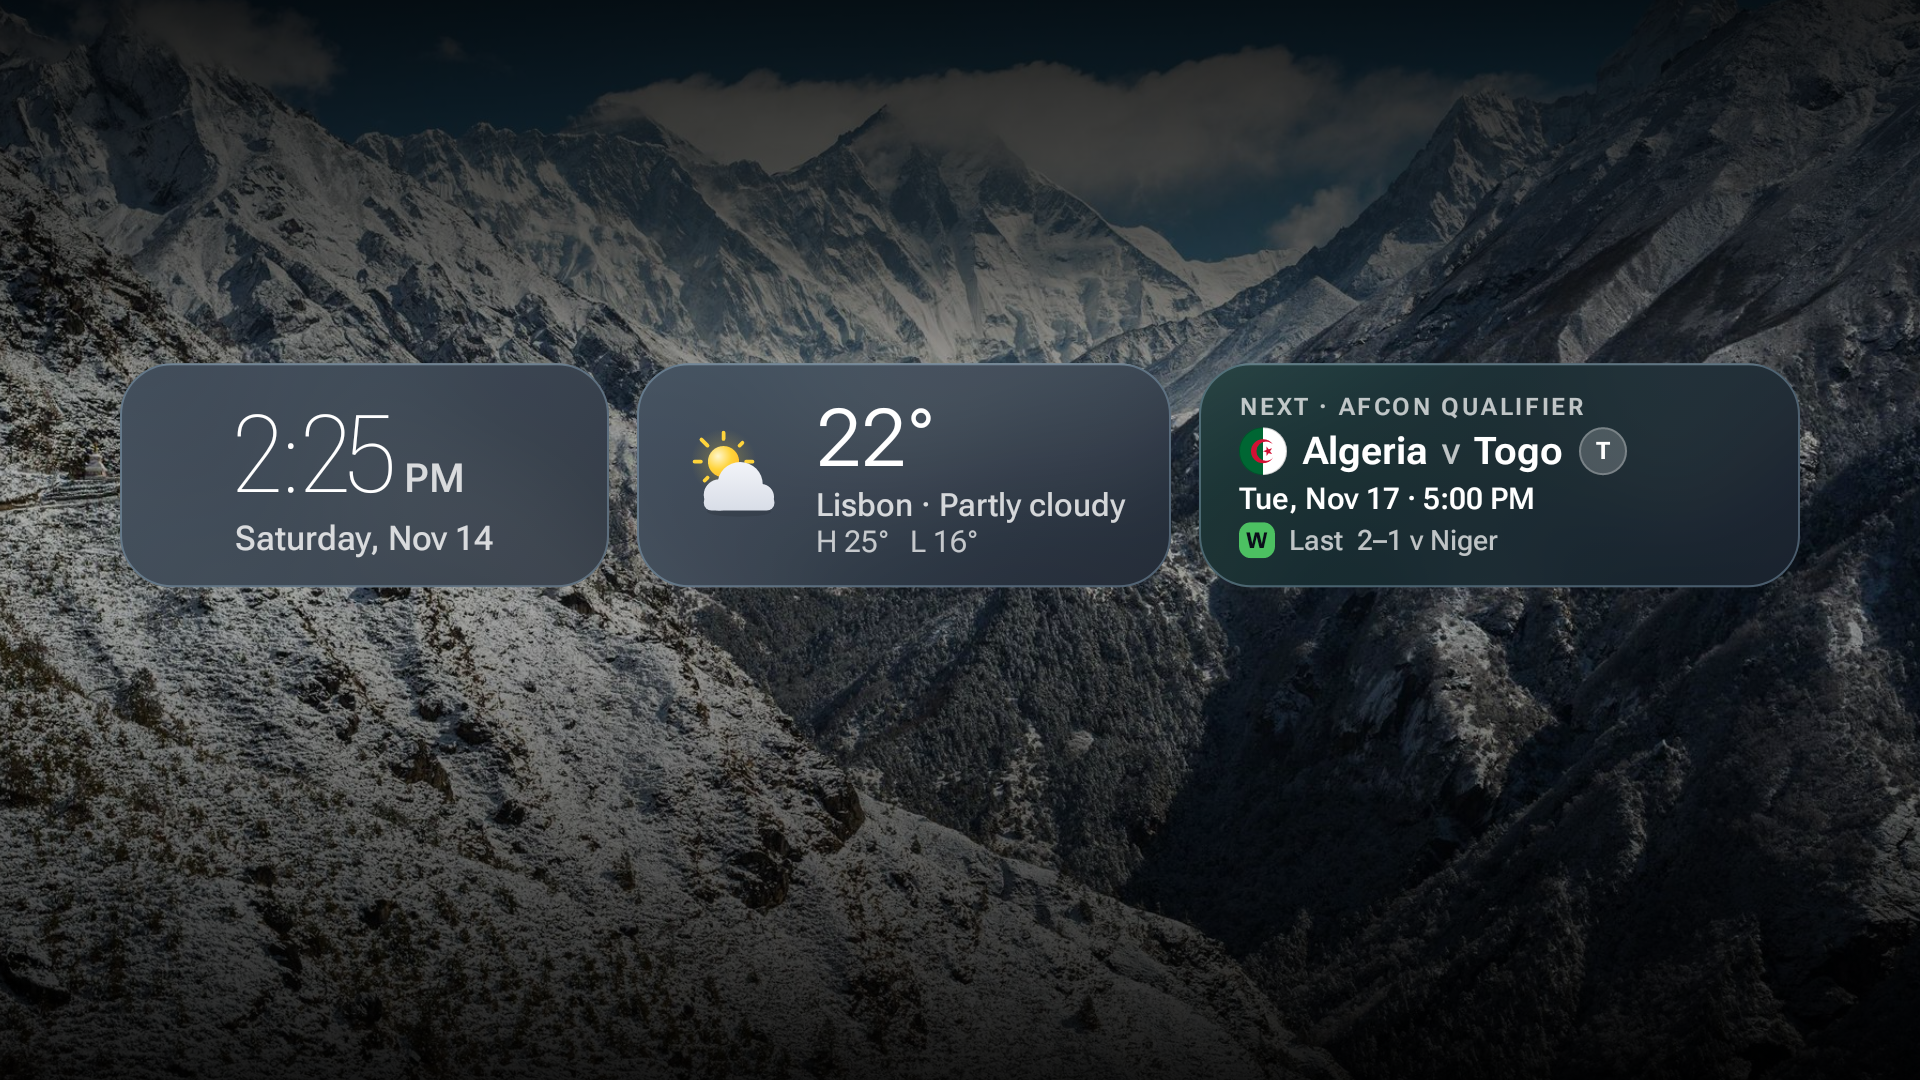 2:25 PM
Saturday, Nov 14
22°
Lisbon · Partly cloudy
H 25° L 16°
NEXT · AFCON QUALIFIER
Algeria v Togo T
Tue, Nov 17 · 5:00 PM
W Last 2–1 v Niger